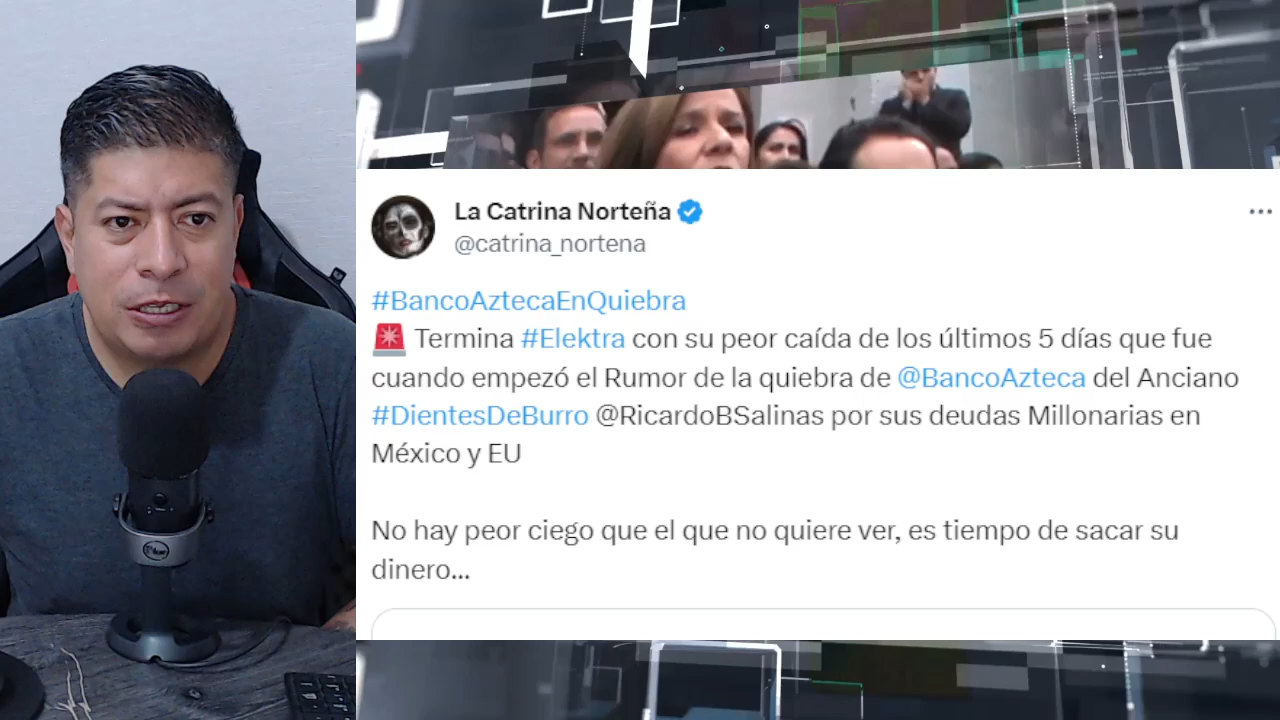 La Catrina Norteña
@catrina_nortena
#BancoAztecaEnQuiebra
🚨 Termina #Elektra con su peor caída de los últimos 5 días que fue
cuando empezó el Rumor de la quiebra de @BancoAzteca del Anciano
#DientesDeBurro @RicardoBSalinas por sus deudas Millonarias en
México y EU
No hay peor ciego que el que no quiere ver, es tiempo de sacar su
dinero...